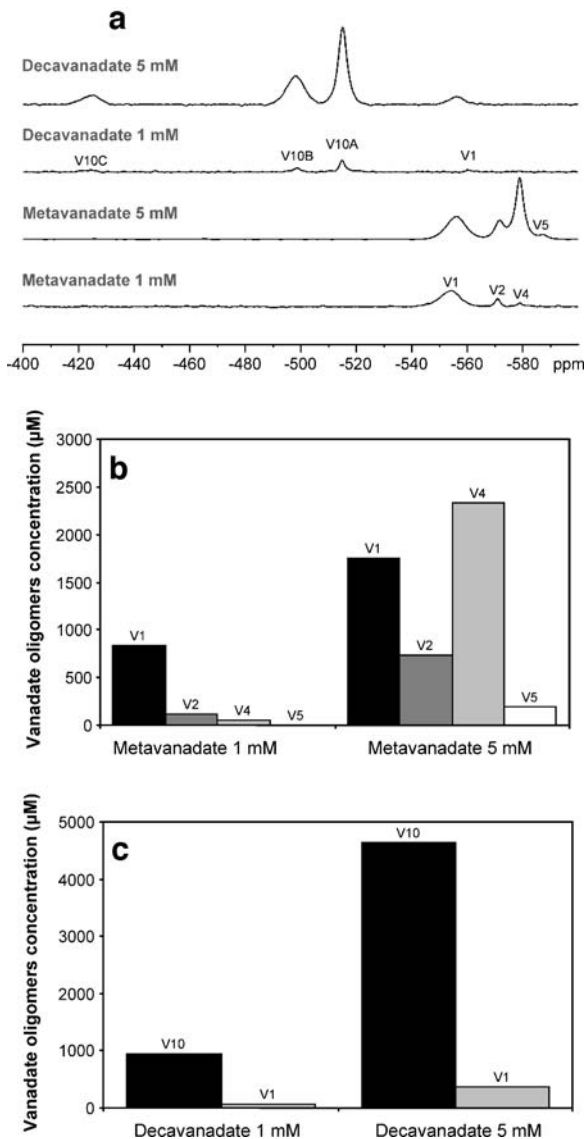 a
Decavanadate 5 mM
Decavanadate 1 mM
V10C
V10B
V10A
V1
Metavanadate 5 mM
V5
Metavanadate 1 mM
V1
V2
V4
-400 -420 -440 -460 -480 -500 -520 -540 -560 -580 ppm
b
Vanadate oligomers concentration (µM)
3000
2500
2000
1500
1000
500
0
V1
V2
V4
V5
V1
V2
V4
V5
Metavanadate 1 mM
Metavanadate 5 mM
c
Vanadate oligomers concentration (µM)
5000
4000
3000
2000
1000
0
V10
V1
V10
V1
Decavanadate 1 mM
Decavanadate 5 mM